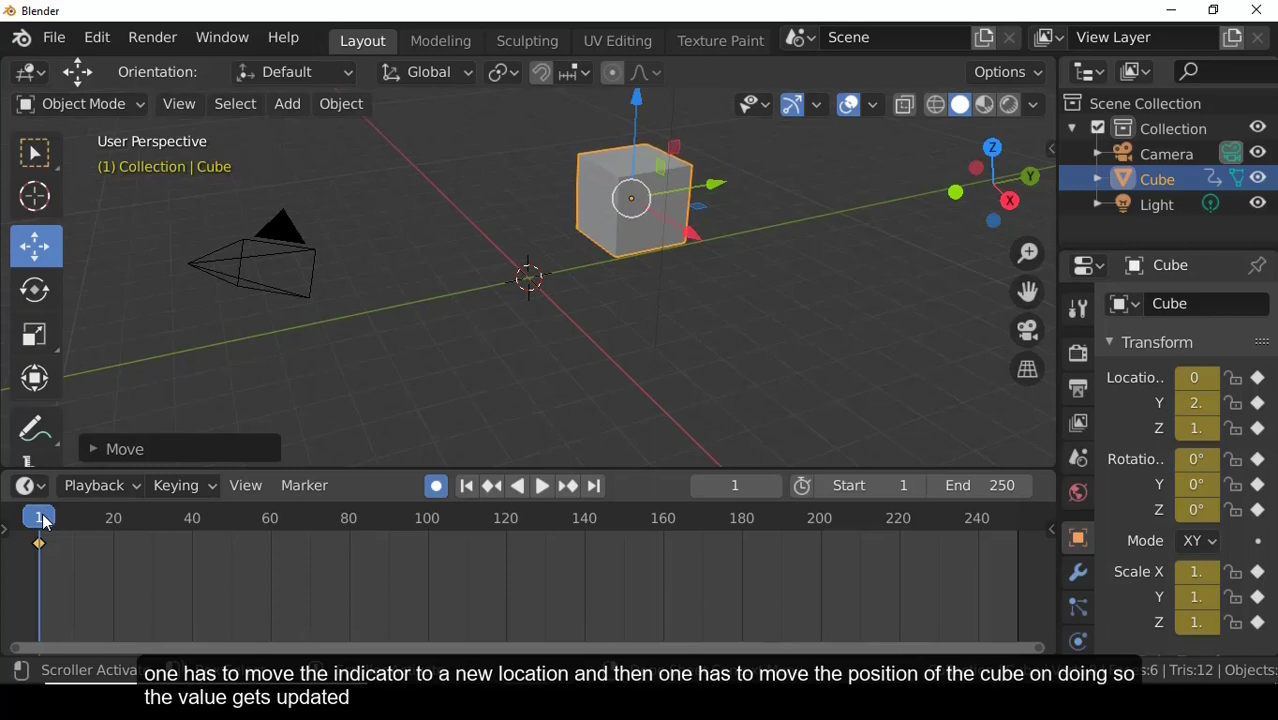 Blender
File Edit Render Window Help Layout Modeling Sculpting UV Editing Texture Paint Scene View Layer
Orientation: Default Global Options
Object Mode View Select Add Object
User Perspective
(1) Collection | Cube
Z
Y
X
Move
Scene Collection
Collection
Camera
Cube
Light
Cube
Cube
Transform
Locatio.. 0
Y 2.
Z 1.
Rotatio.. 0°
Y 0°
Z 0°
Mode XY
Scale X 1.
Y 1.
Z 1.
Playback Keying View Marker 1 Start 1 End 250
1 20 40 60 80 100 120 140 160 180 200 220 240
Scroller Activa
:6 | Tris:12 | Objects:
one has to move the indicator to a new location and then one has to move the position of the cube on doing so
the value gets updated